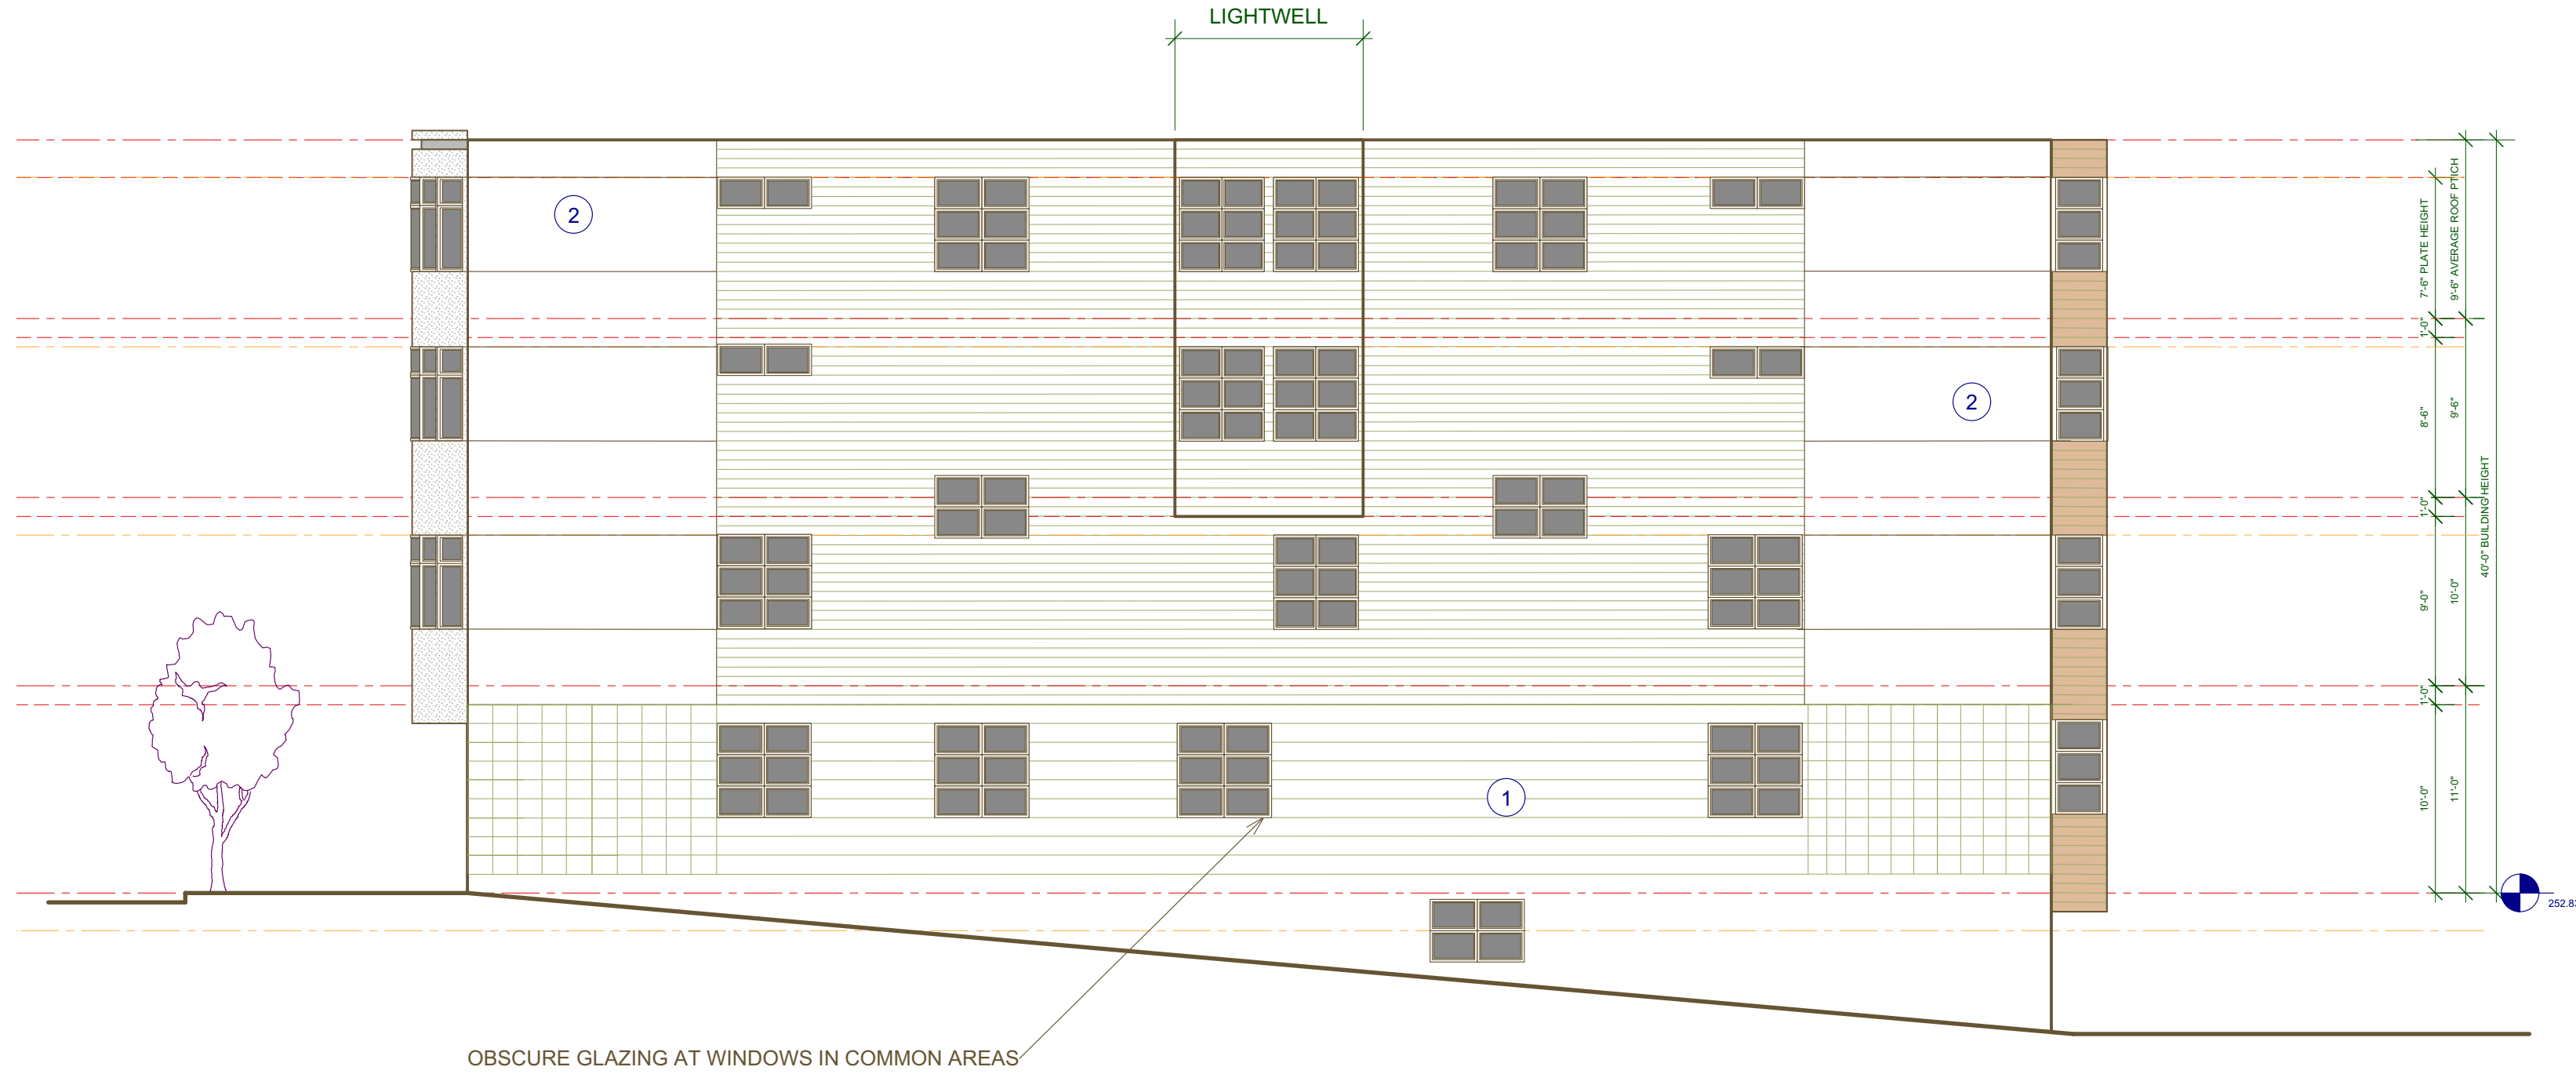 LIGHTWELL
2
7'-6" PLATE HEIGHT
9'-6" AVERAGE ROOF PTICH
1'-0"
2
8'-6"
9'-6"
40'-0" BUILDING HEIGHT
1'-0"
9'-0"
10'-0"
1'-0"
1
10'-0"
11'-0"
OBSCURE GLAZING AT WINDOWS IN COMMON AREAS